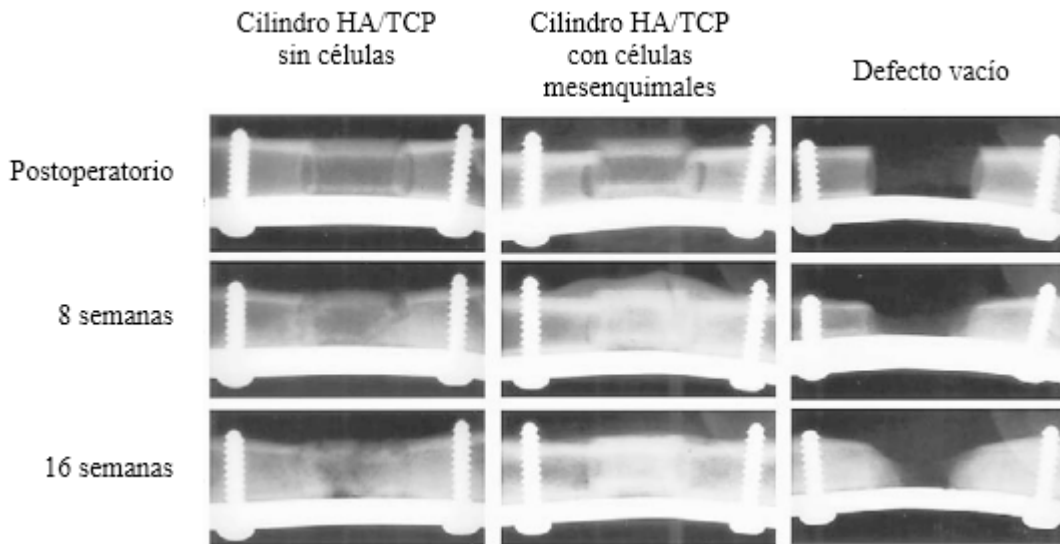 Cilindro HA/TCP
sin células
Cilindro HA/TCP
con células
mesenquimales
Defecto vacío
Postoperatorio
8 semanas
16 semanas